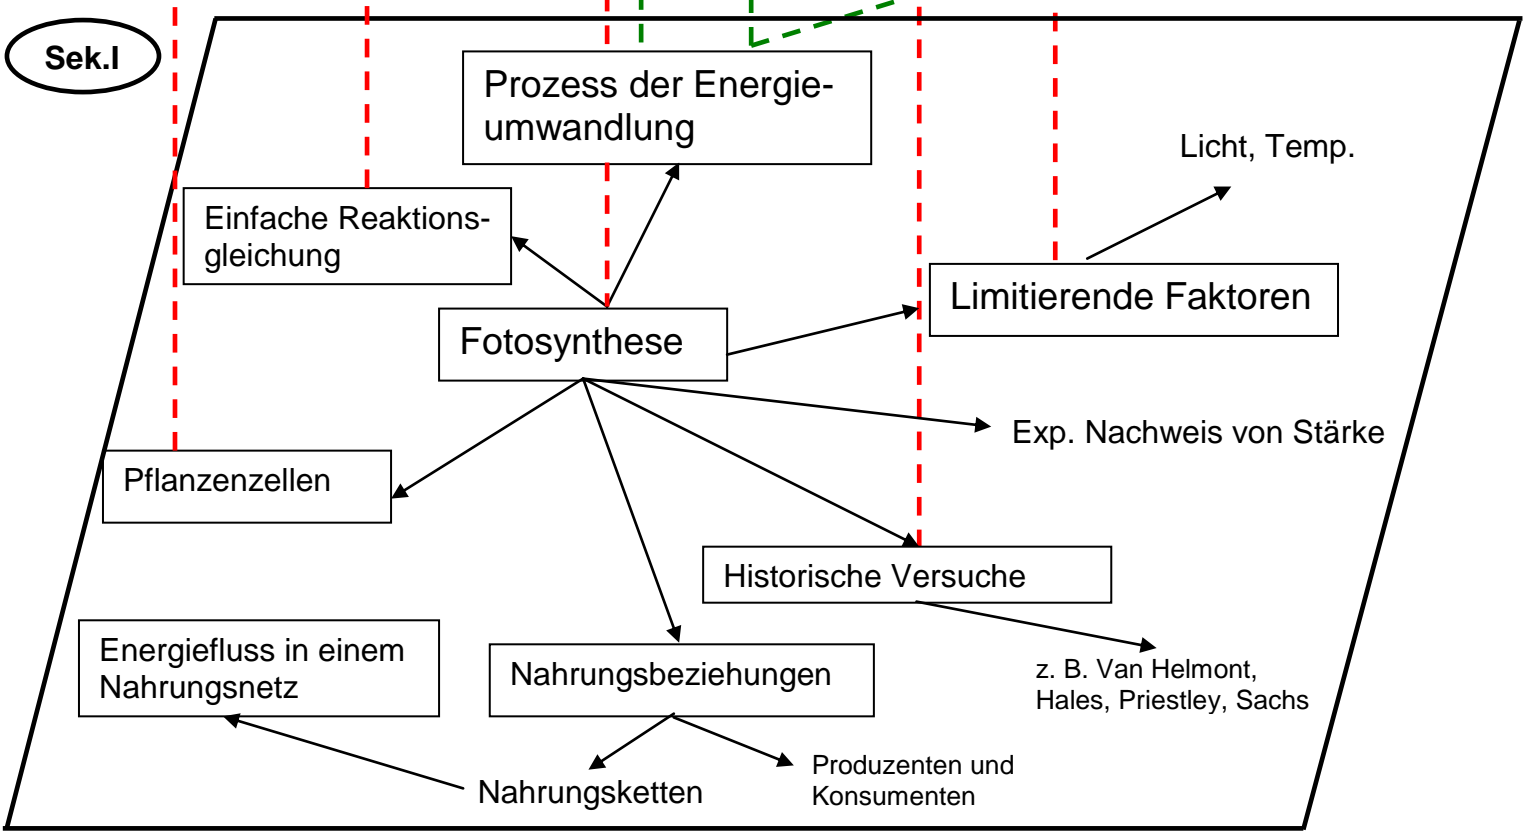 Sek.I
Prozess der Energie-
umwandlung
Licht, Temp.
Einfache Reaktions-
gleichung
Limitierende Faktoren
Fotosynthese
Exp. Nachweis von Stärke
Pflanzenzellen
Historische Versuche
Energiefluss in einem
Nahrungsnetz
Nahrungsbeziehungen
z. B. Van Helmont,
Hales, Priestley, Sachs
Nahrungsketten
Produzenten und
Konsumenten